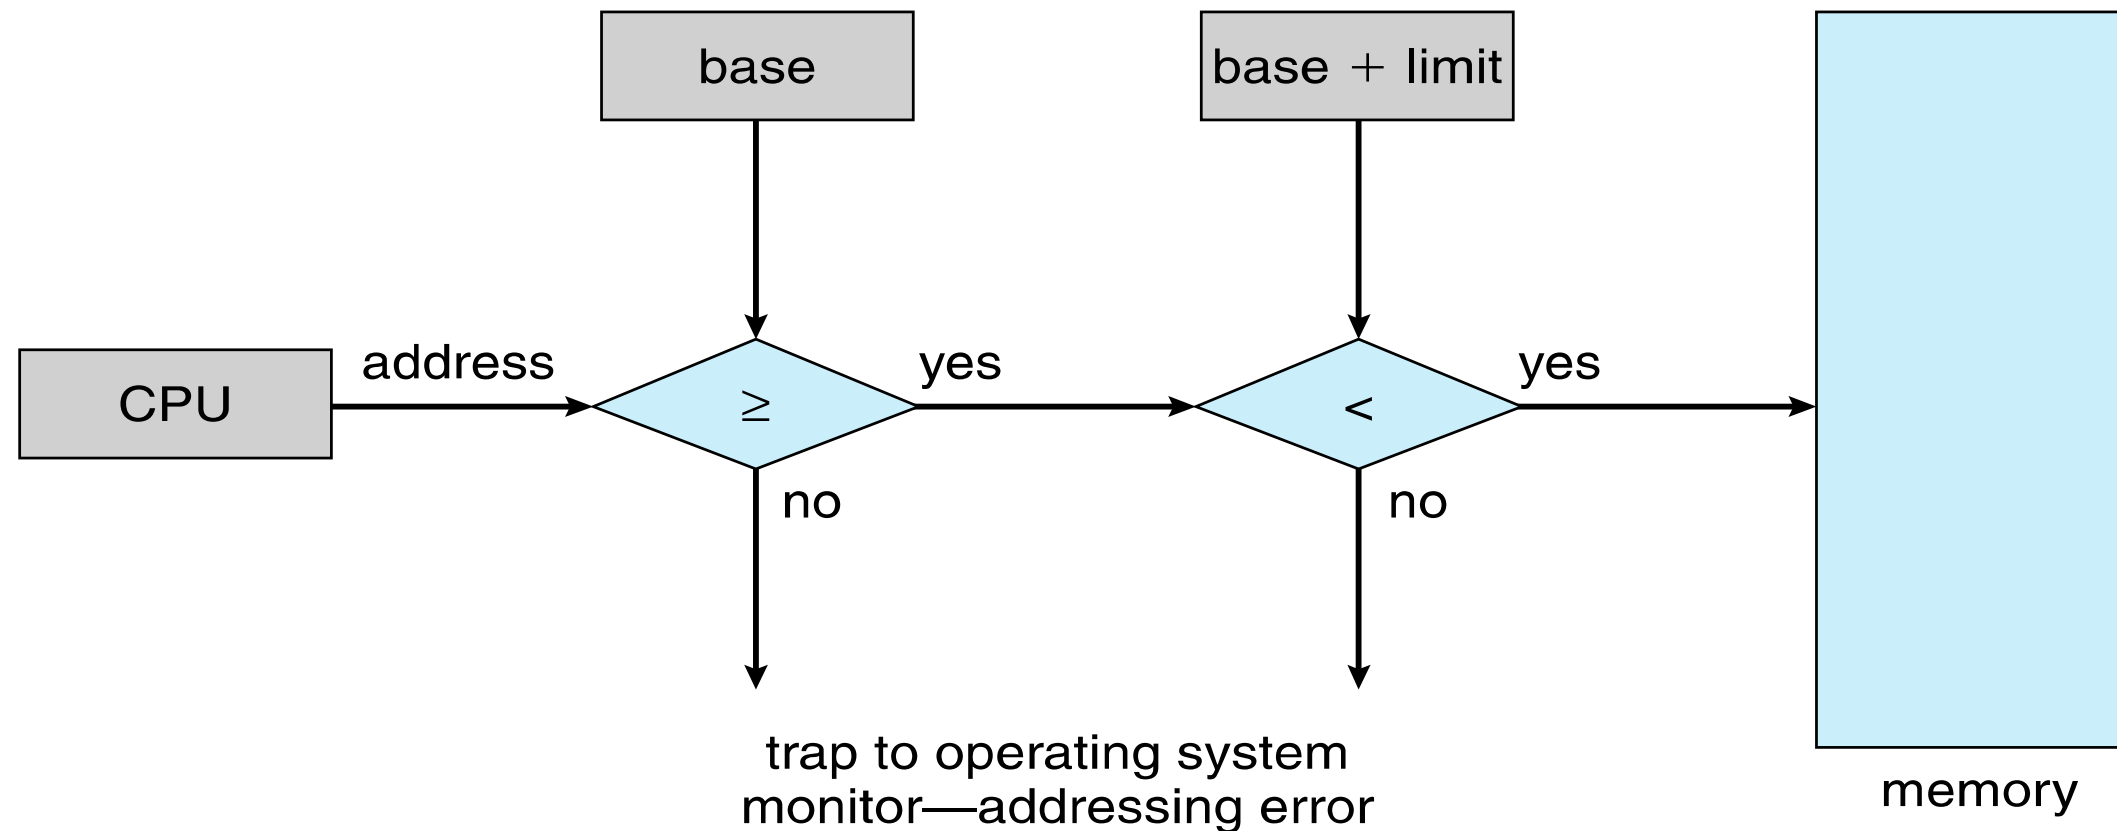 base
base + limit
CPU
address
≥
yes
<
yes
no
no
trap to operating system
monitor—addressing error
memory